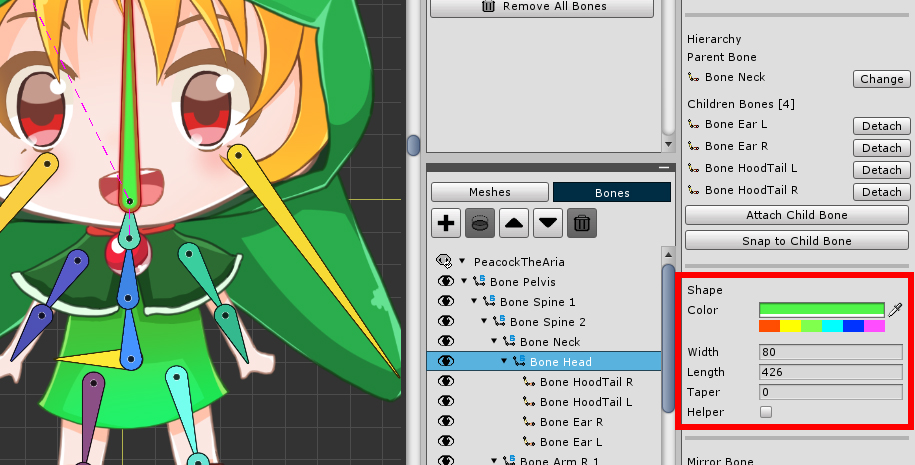 Remove All Bones
Meshes
Bones
PeacockTheAria
Bone Pelvis
Bone Spine 1
Bone Spine 2
Bone Neck
Bone Head
Bone HoodTail R
Bone HoodTail L
Bone Ear R
Bone Ear L
Bone Arm R 1
Hierarchy
Parent Bone
Bone Neck
Change
Children Bones [4]
Bone Ear L
Detach
Bone Ear R
Detach
Bone HoodTail L
Detach
Bone HoodTail R
Detach
Attach Child Bone
Snap to Child Bone
Shape
Color
Width 80
Length 426
Taper 0
Helper
Mirror Bone